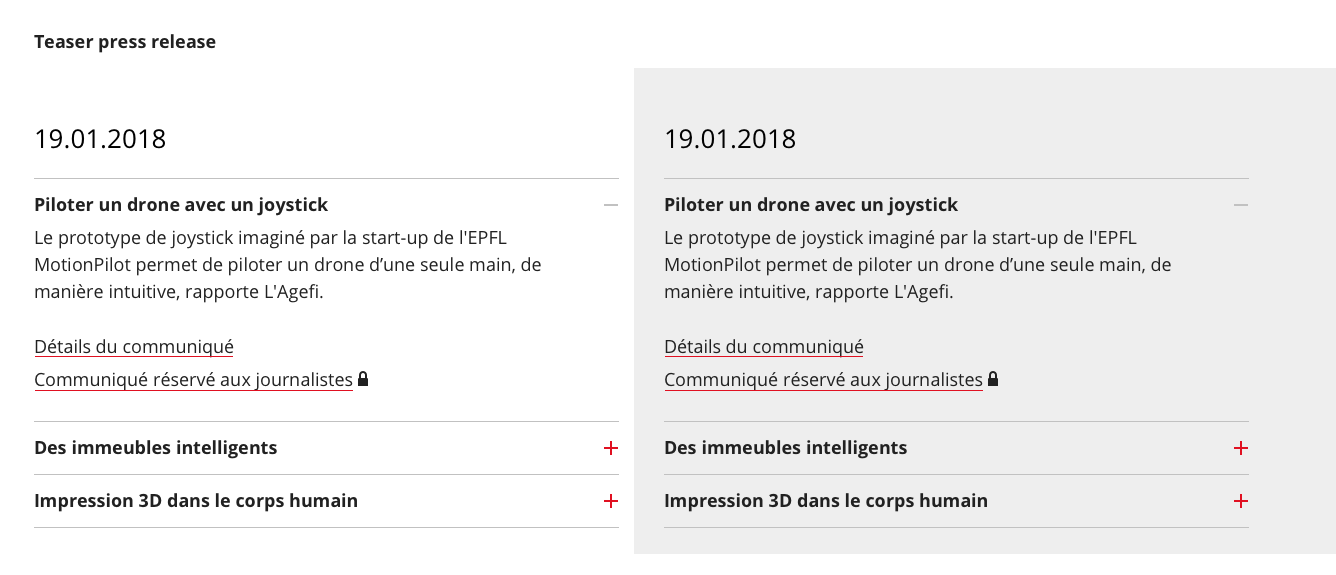 Teaser press release
19.01.2018
Piloter un drone avec un joystick
Le prototype de joystick imaginé par la start-up de l'EPFL
MotionPilot permet de piloter un drone d’une seule main, de
manière intuitive, rapporte L'Agefi.
Détails du communiqué
Communiqué réservé aux journalistes
Des immeubles intelligents
Impression 3D dans le corps humain
19.01.2018
Piloter un drone avec un joystick
Le prototype de joystick imaginé par la start-up de l'EPFL
MotionPilot permet de piloter un drone d’une seule main, de
manière intuitive, rapporte L'Agefi.
Détails du communiqué
Communiqué réservé aux journalistes
Des immeubles intelligents
Impression 3D dans le corps humain